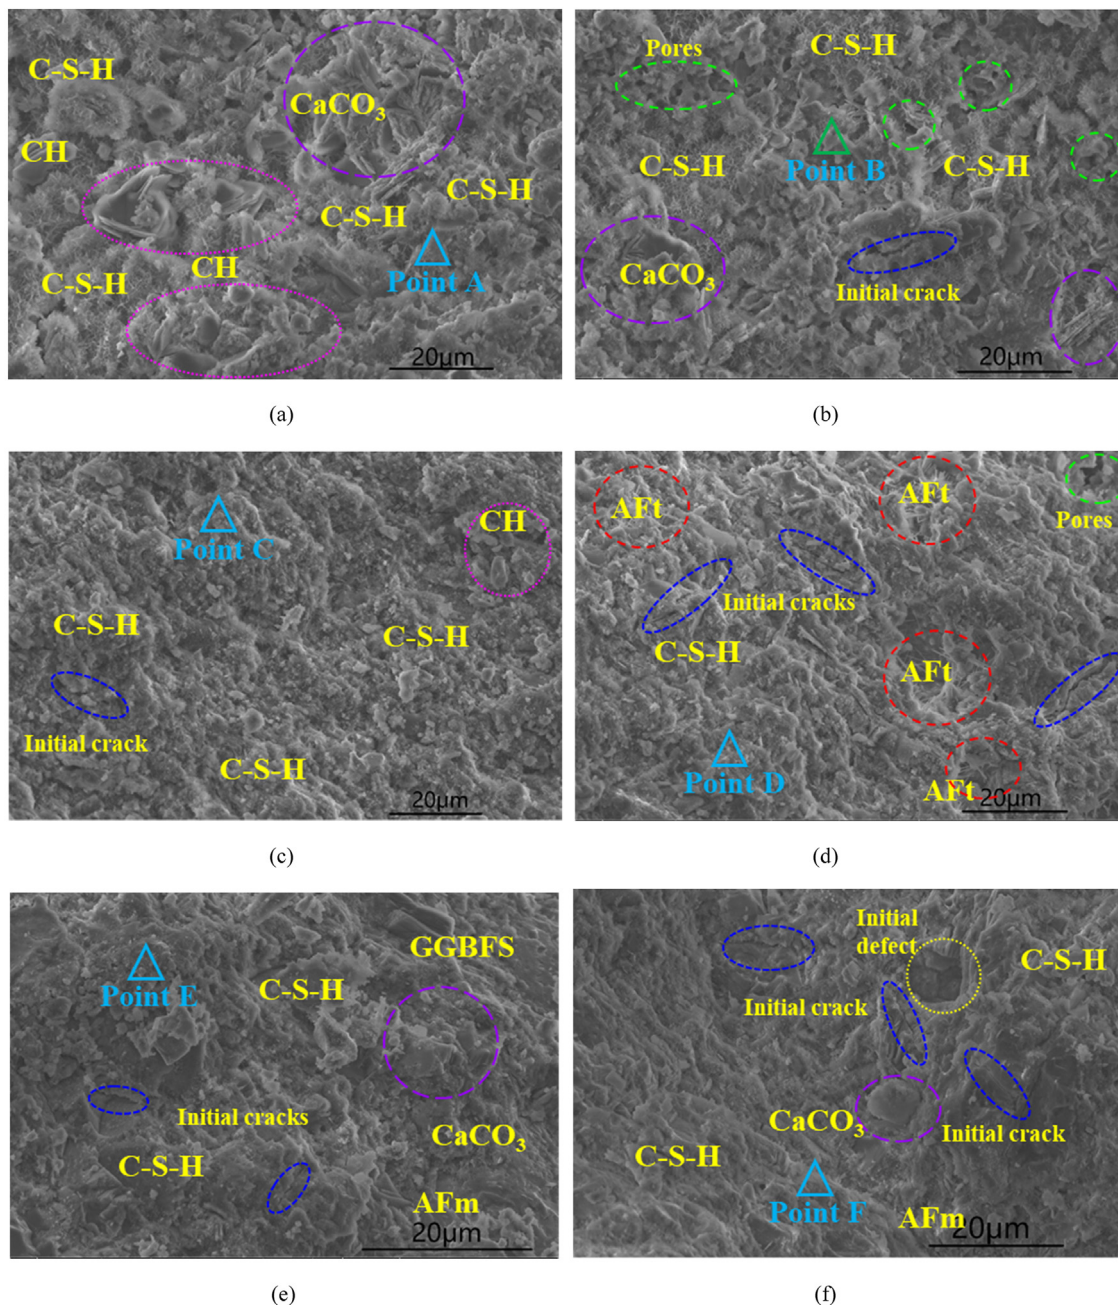 C-S-H
CaCO₃
CH
C-S-H
C-S-H
CH
C-S-H
Point A
20μm
(a)
Pores
C-S-H
C-S-H
Point B
C-S-H
CaCO₃
Initial crack
20μm
(b)
Point C
CH
C-S-H
C-S-H
Initial crack
C-S-H
20μm
(c)
AFt
AFt
Pores
Initial cracks
C-S-H
AFt
Point D
AFt
20μm
(d)
GGBFS
Point E
C-S-H
Initial cracks
CaCO₃
C-S-H
AFm
20μm
(e)
Initial
defect
C-S-H
Initial crack
CaCO₃
Initial crack
C-S-H
Point F
AFm
20μm
(f)